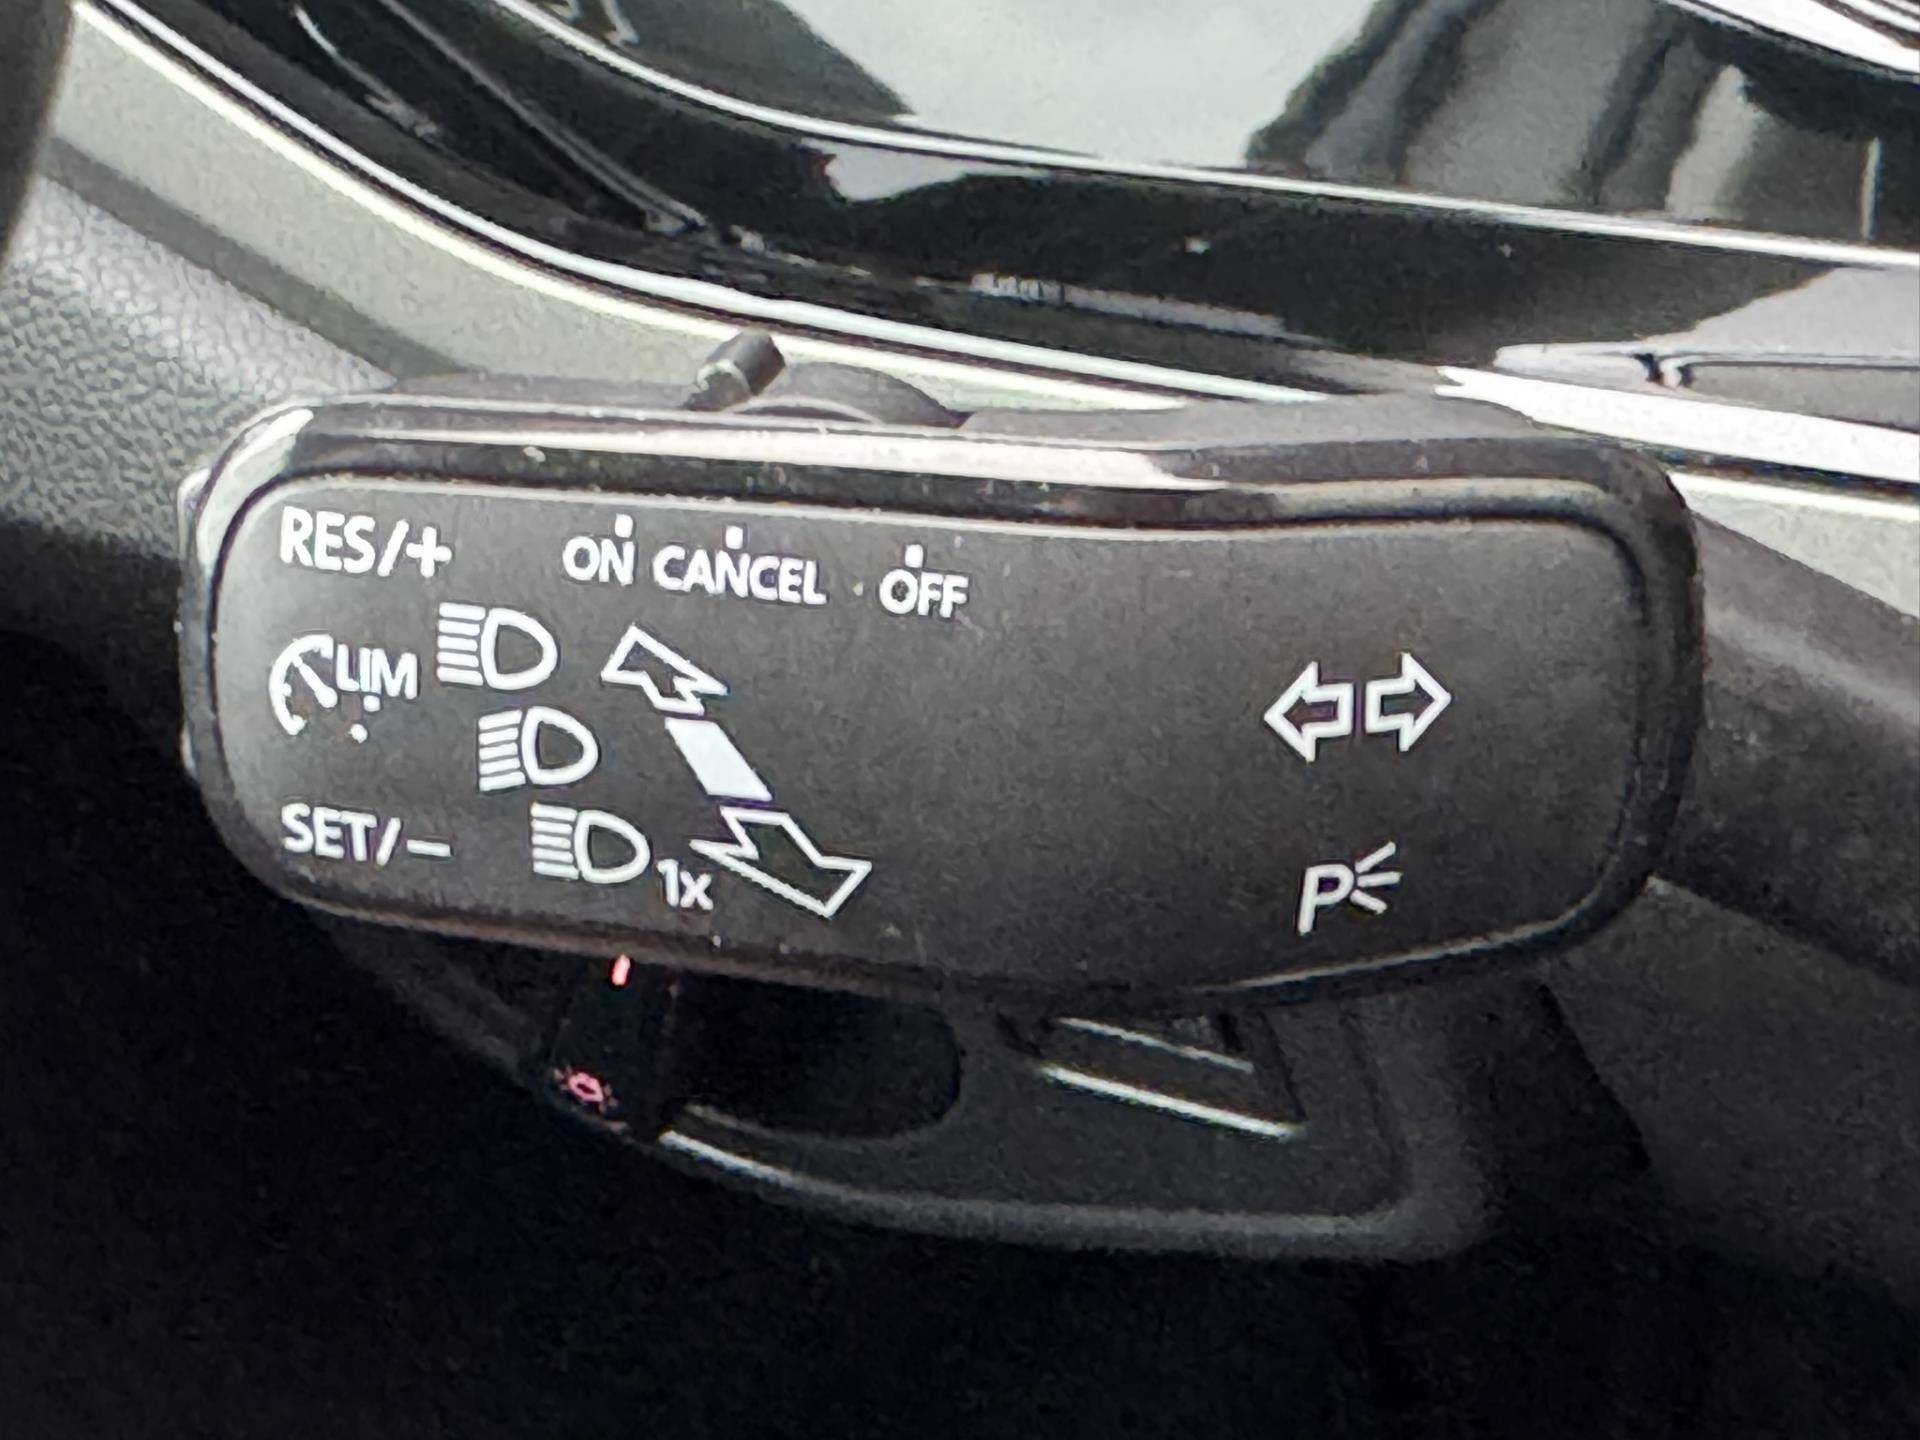 RES/+ ON CANCEL OFF
LIM
SET/−
1x
P